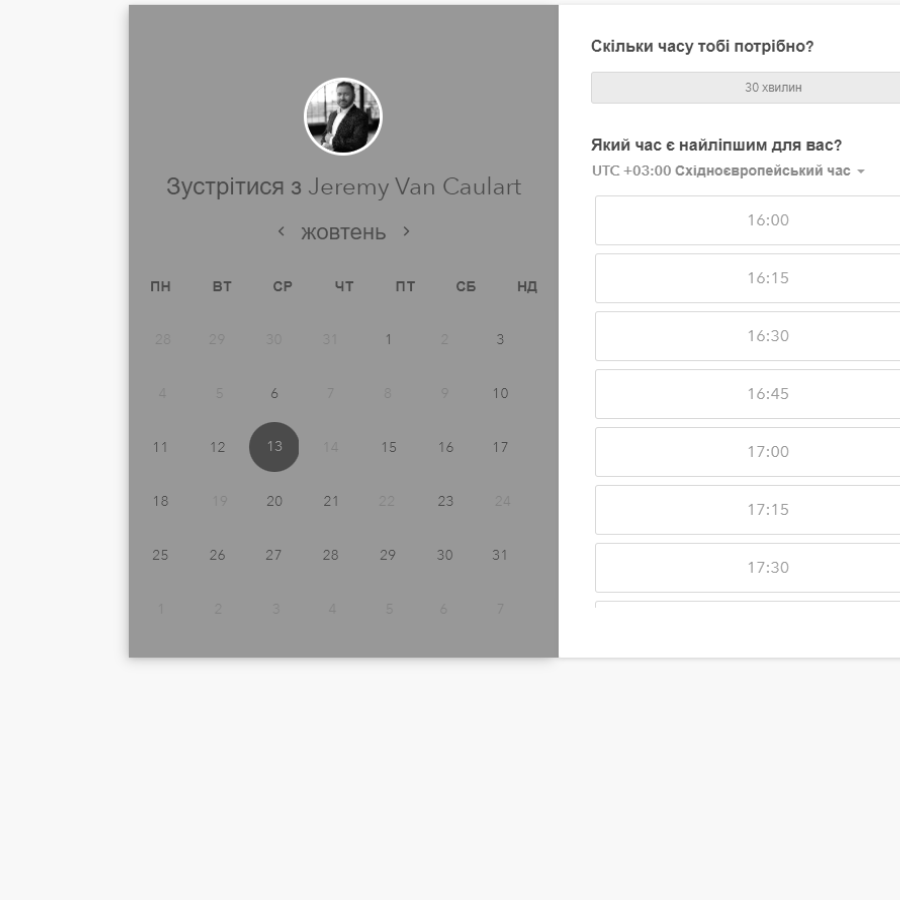 Зустрітися з Jeremy Van Caulart
жовтень
ПН ВТ СР ЧТ ПТ СБ НД
28 29 30 31 1 2 3
4 5 6 7 8 9 10
11 12 13 14 15 16 17
18 19 20 21 22 23 24
25 26 27 28 29 30 31
1 2 3 4 5 6 7
Скільки часу тобі потрібно?
30 хвилин
Який час є найліпшим для вас?
UTC +03:00 Східноєвропейський час
16:00
16:15
16:30
16:45
17:00
17:15
17:30